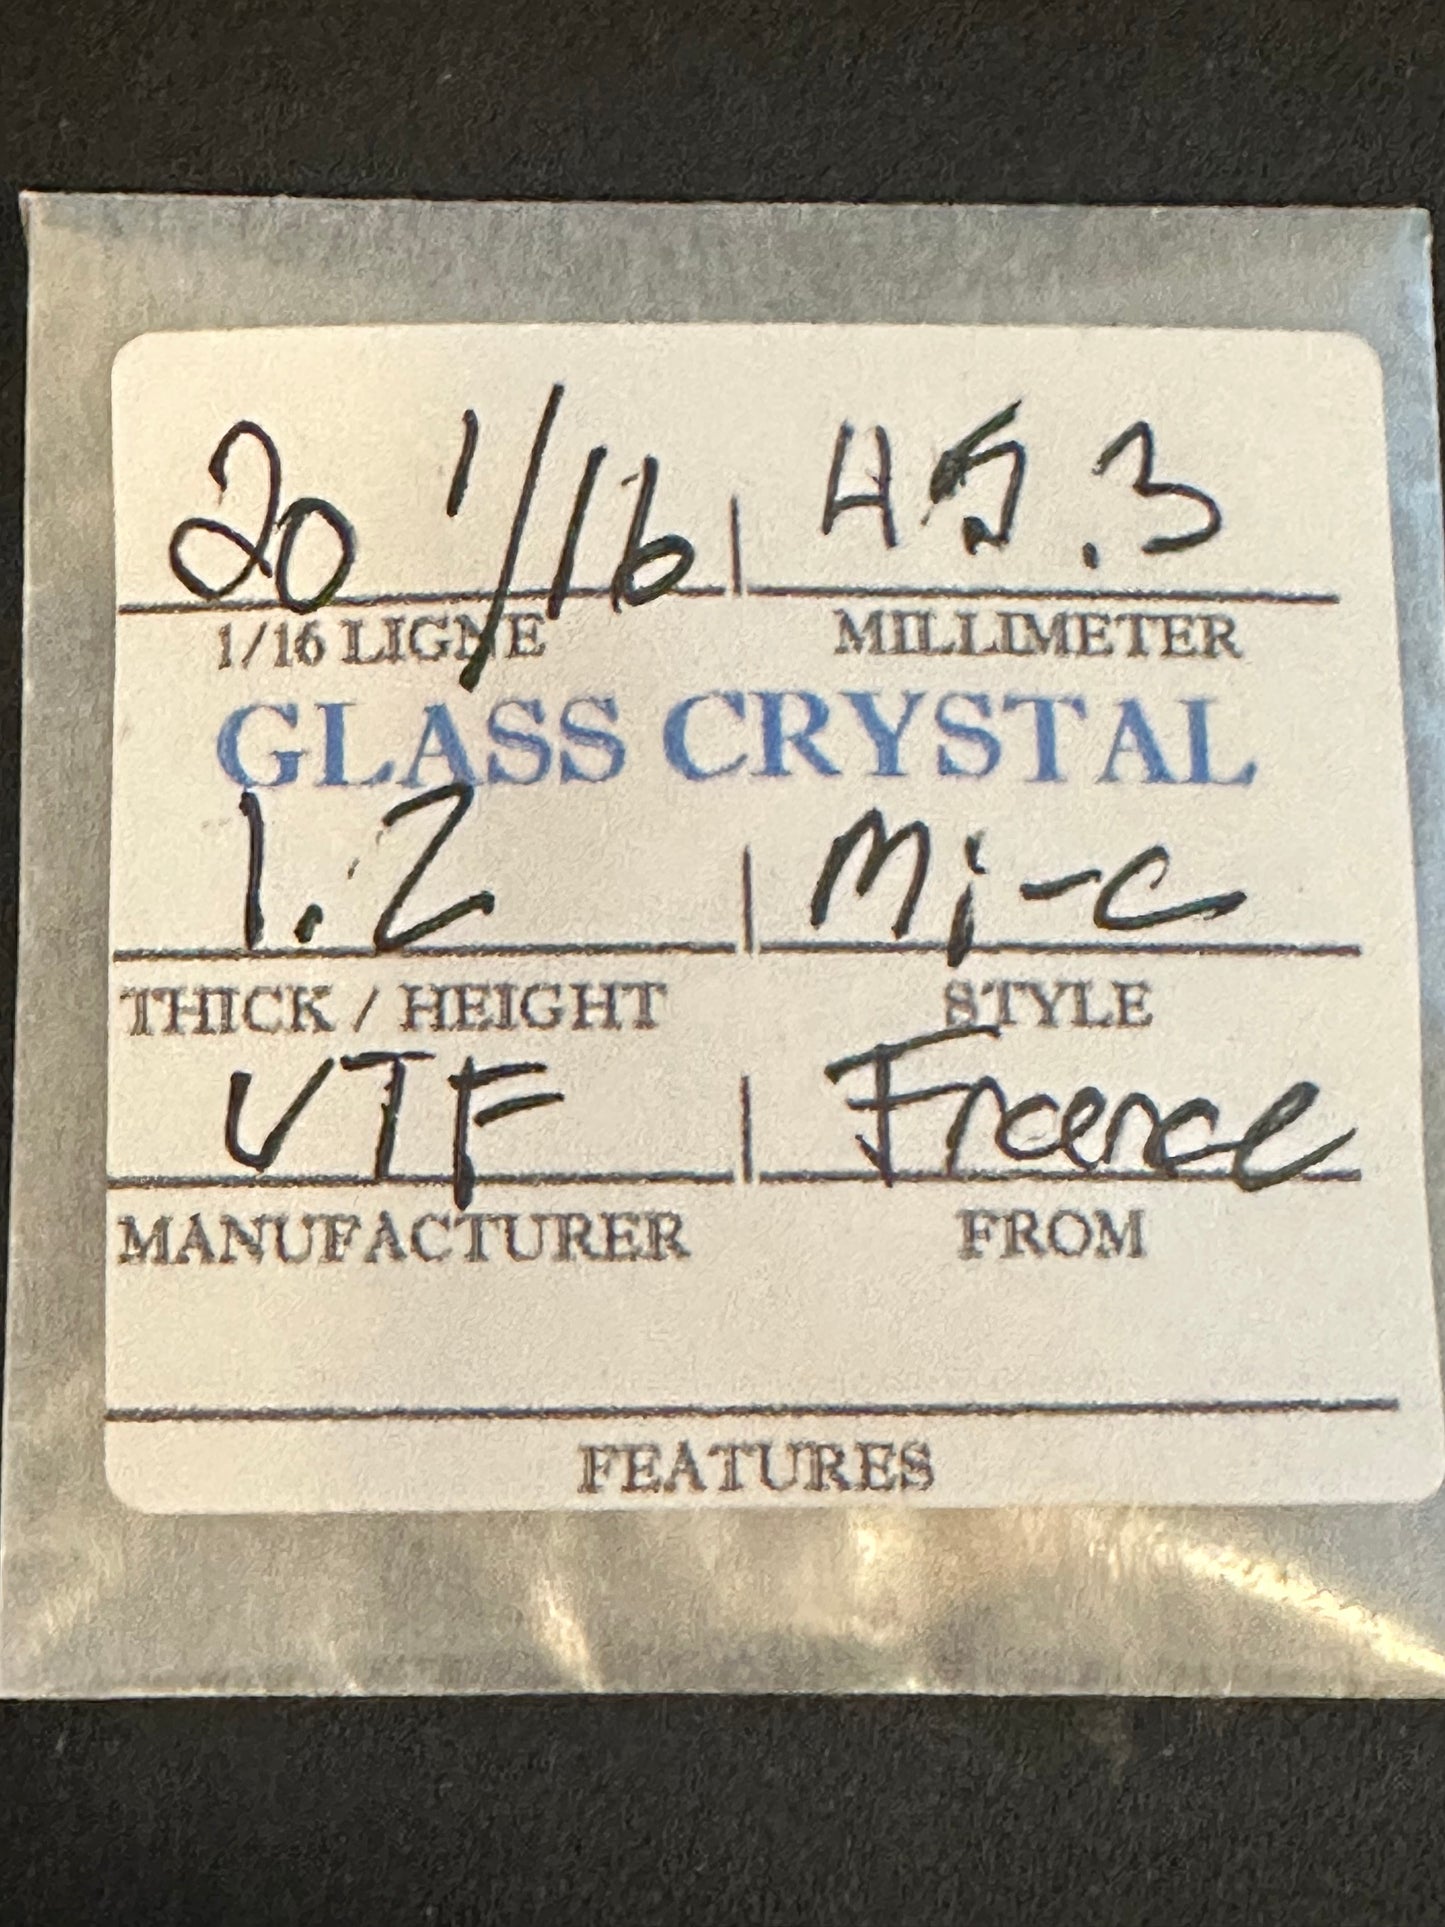 20 1/16 45.3
1/16 LIGNE MILLIMETER
GLASS CRYSTAL
1.2 Mi-C
THICK / HEIGHT STYLE
VTF France
MANUFACTURER FROM
FEATURES